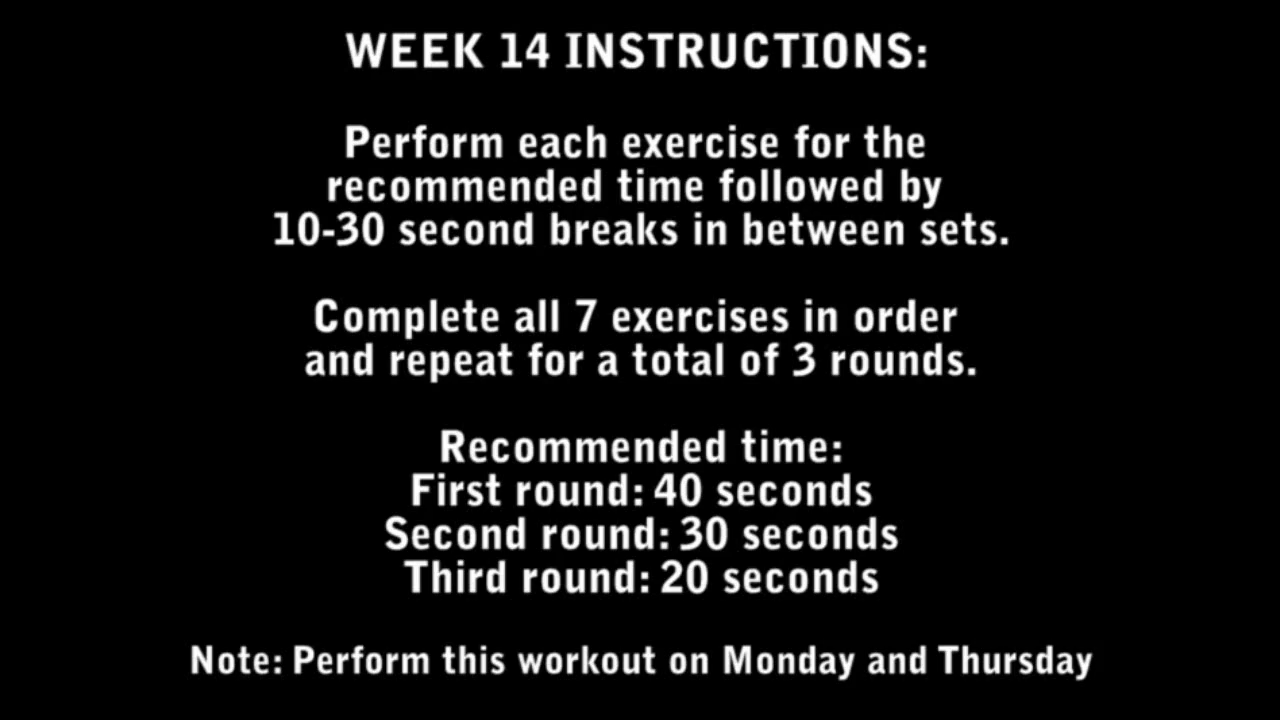 WEEK 14 INSTRUCTIONS:
Perform each exercise for the
recommended time followed by
10-30 second breaks in between sets.
Complete all 7 exercises in order
and repeat for a total of 3 rounds.
Recommended time:
First round: 40 seconds
Second round: 30 seconds
Third round: 20 seconds
Note: Perform this workout on Monday and Thursday